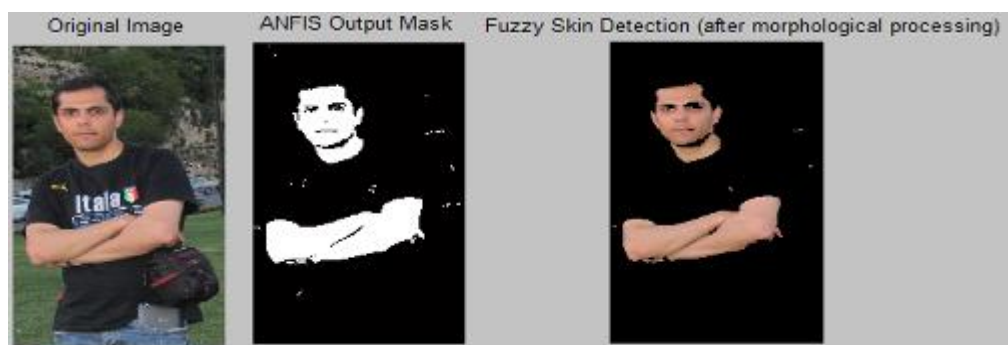 Original Image
ANFIS Output Mask
Fuzzy Skin Detection (after morphological processing)
Italia